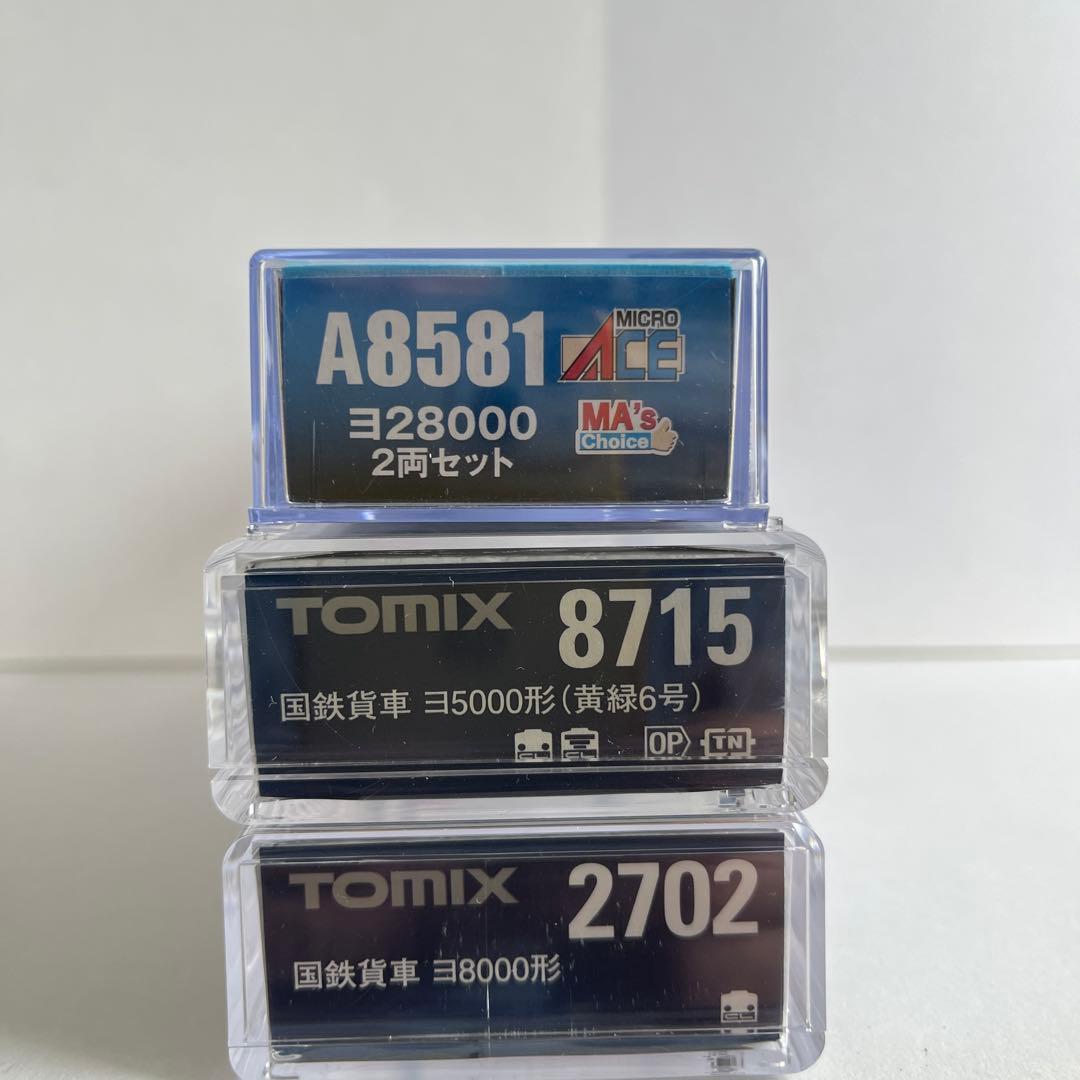 A8581 MICRO ACE
ヨ28000 MA's Choice
2両セット
TOMIX 8715
国鉄貨車 ヨ5000形(黄緑6号)
OP TN
TOMIX 2702
国鉄貨車 ヨ8000形